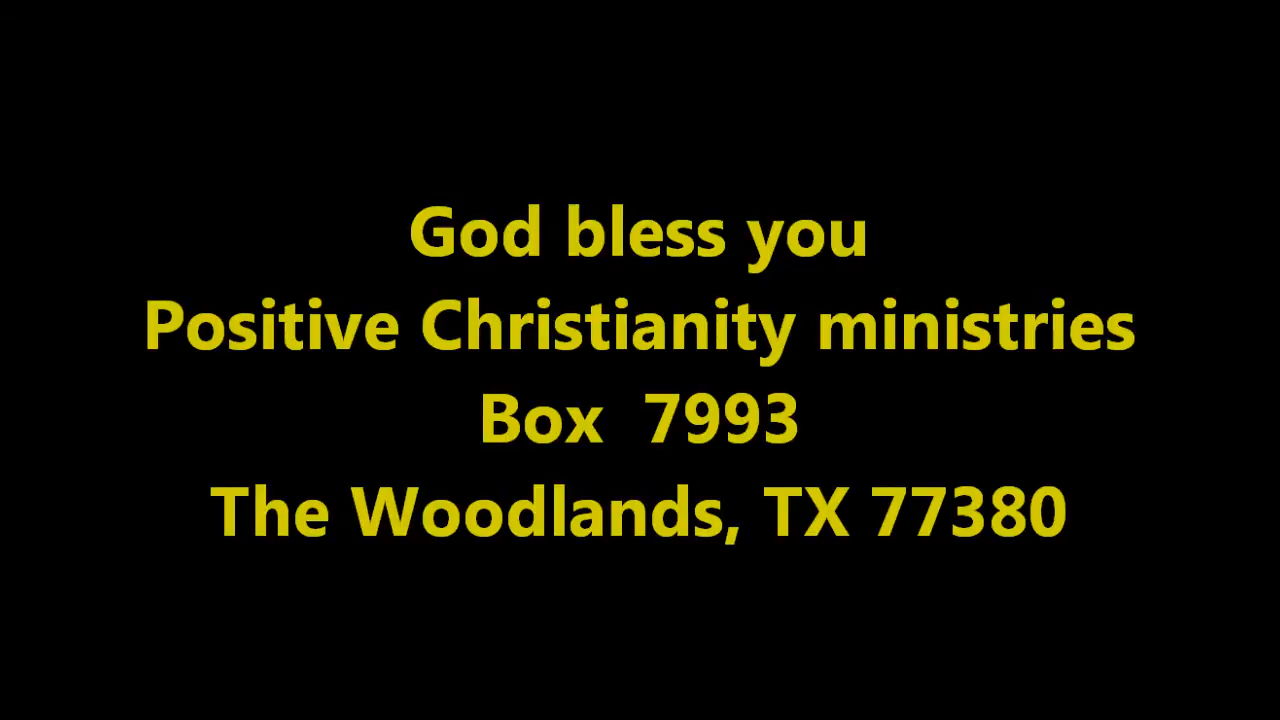 God bless you
Positive Christianity ministries
Box  7993
The Woodlands, TX 77380